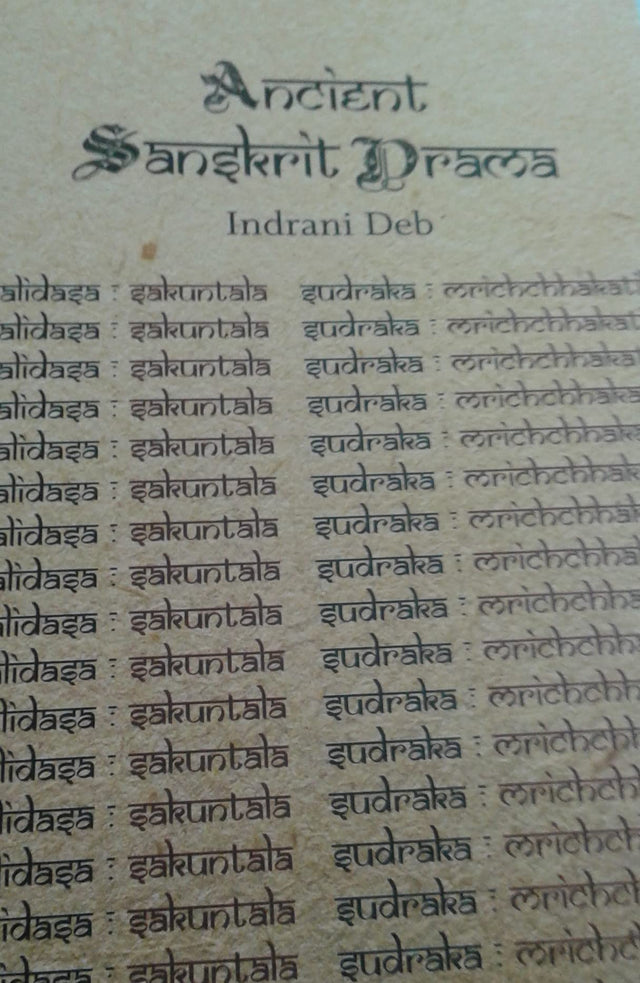 Ancient
Sanskrit Drama
Indrani Deb
alidasa : sakuntala sudraka : mrichchhakati
alidasa : sakuntala sudraka : mrichchhakat
alidasa : sakuntala sudraka : mrichchhakat
alidasa : sakuntala sudraka : mrichchhaka
alidasa : sakuntala sudraka : mrichchhaka
alidasa : sakuntala sudraka : mrichchhak
alidasa : sakuntala sudraka : mrichchhak
alidasa : sakuntala sudraka : mrichchha
lidasa : sakuntala sudraka : mrichchha
lidasa : sakuntala sudraka : mrichchh
lidasa : sakuntala sudraka : mrichchh
lidasa : sakuntala sudraka : mrichchh
idasa : sakuntala sudraka : mrichch
idasa : sakuntala sudraka : mrichch
idasa : sakuntala sudraka : mrichch
idasa : sakuntala sudraka : mrichc